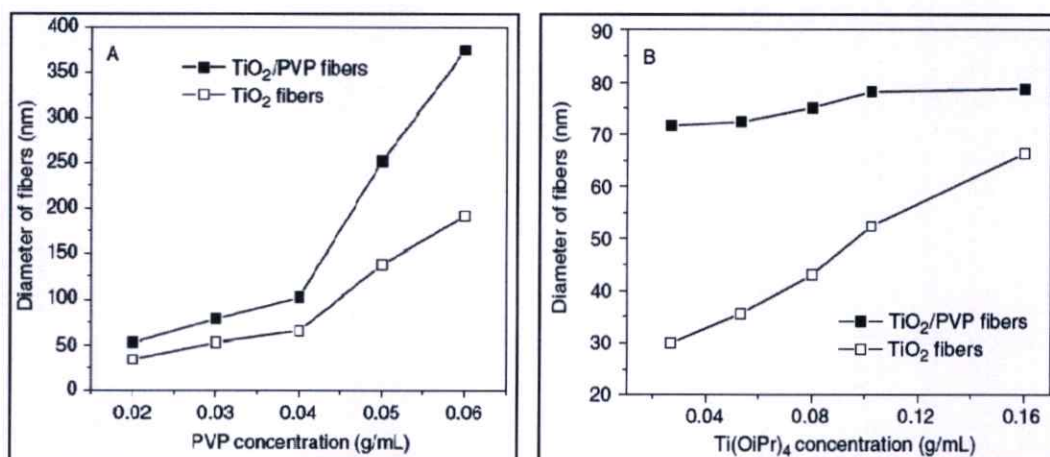 A
TiO2/PVP fibers
TiO2 fibers
Diameter of fibers (nm)
400
350
300
250
200
150
100
50
0
0.02 0.03 0.04 0.05 0.06
PVP concentration (g/mL)
B
Diameter of fibers (nm)
90
80
70
60
50
40
30
20
TiO2/PVP fibers
TiO2 fibers
0.04 0.08 0.12 0.16
Ti(OiPr)4 concentration (g/mL)